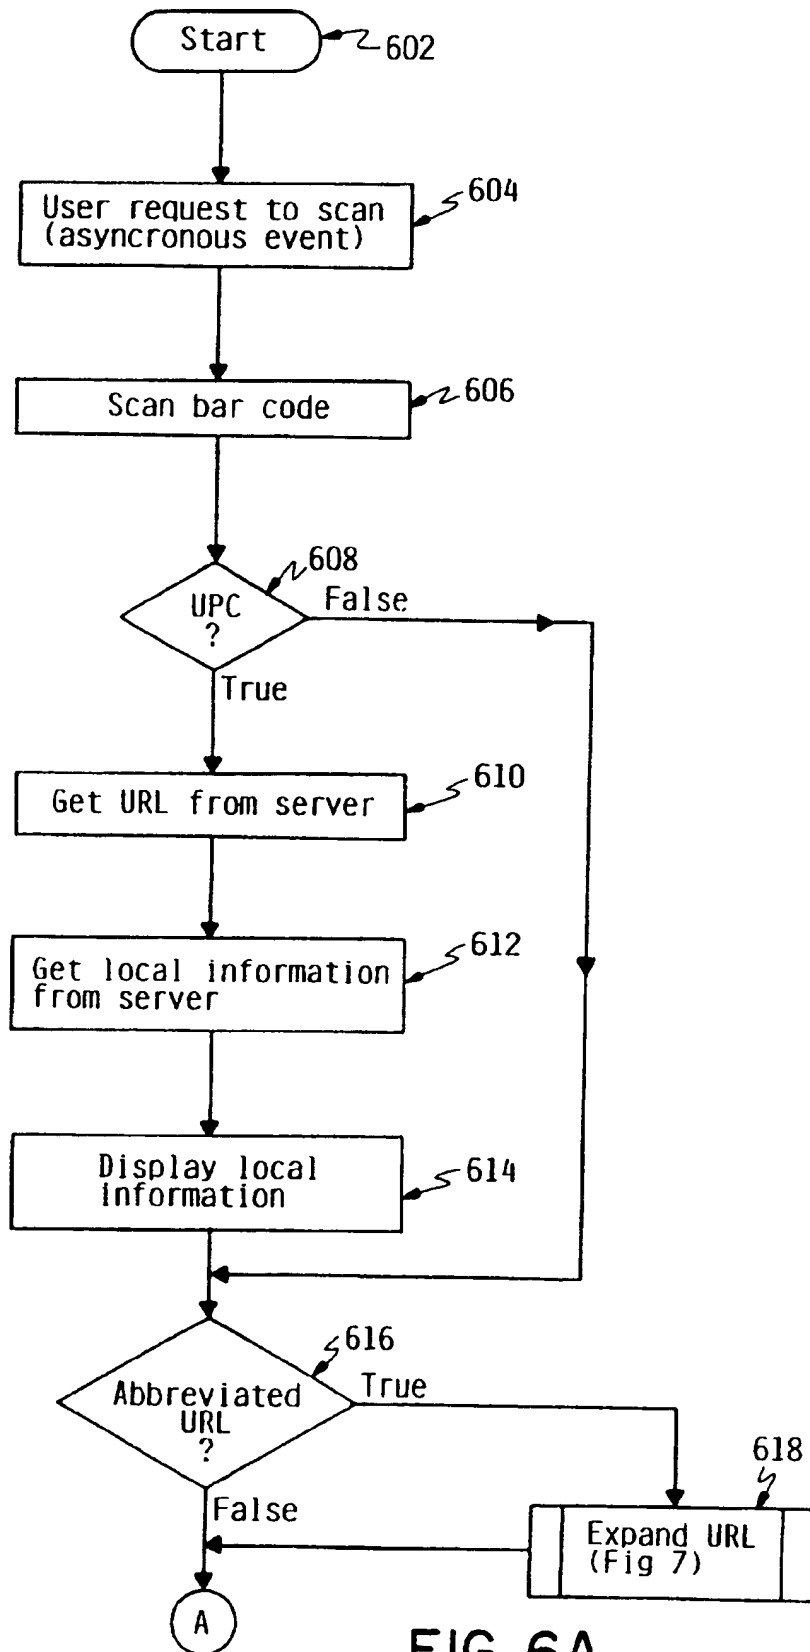 Start
602
604
User request to scan
(asyncronous event)
606
Scan bar code
608
UPC
?
False
True
610
Get URL from server
612
Get local information
from server
614
Display local
information
616
Abbreviated
URL
?
True
618
False
Expand URL
(Fig 7)
A
FIG. 6A